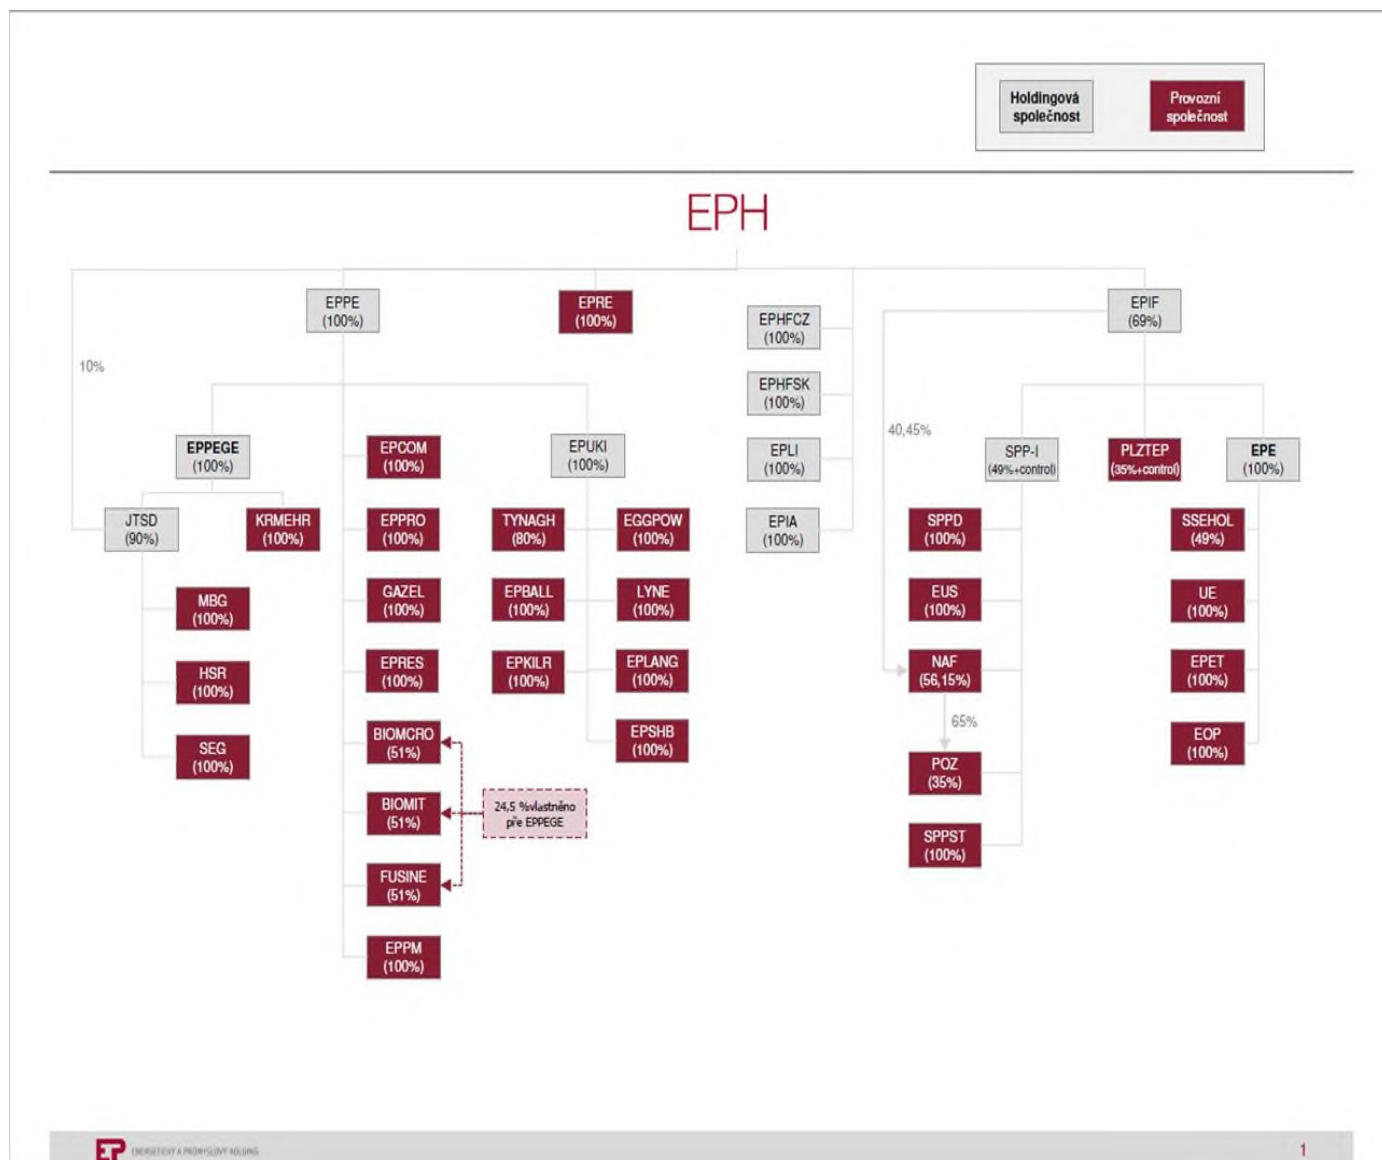 Holdingová
společnost
Provozní
společnost
EPH
EPPE
(100%)
EPRE
(100%)
EPHFCZ
(100%)
EPIF
(69%)
10%
EPHFSK
(100%)
40,45%
EPPEGE
(100%)
EPCOM
(100%)
EPUKI
(100%)
EPLI
(100%)
SPP-I
(49%+control)
PLZTEP
(35%+control)
EPE
(100%)
JTSD
(90%)
KRMEHR
(100%)
EPPRO
(100%)
TYNAGH
(80%)
EGGPOW
(100%)
EPIA
(100%)
SPPD
(100%)
SSEHOL
(49%)
MBG
(100%)
GAZEL
(100%)
EPBALL
(100%)
LYNE
(100%)
EUS
(100%)
UE
(100%)
HSR
(100%)
EPRES
(100%)
EPKILR
(100%)
EPLANG
(100%)
NAF
(56,15%)
EPET
(100%)
65%
SEG
(100%)
BIOMCRO
(51%)
EPSHB
(100%)
POZ
(35%)
EOP
(100%)
BIOMIT
(51%)
24,5 %vlastněno
pře EPPEGE
SPPST
(100%)
FUSINE
(51%)
EPPM
(100%)
EP ENERGETICKÝ A PRŮMYSLOVÝ HOLDING
1